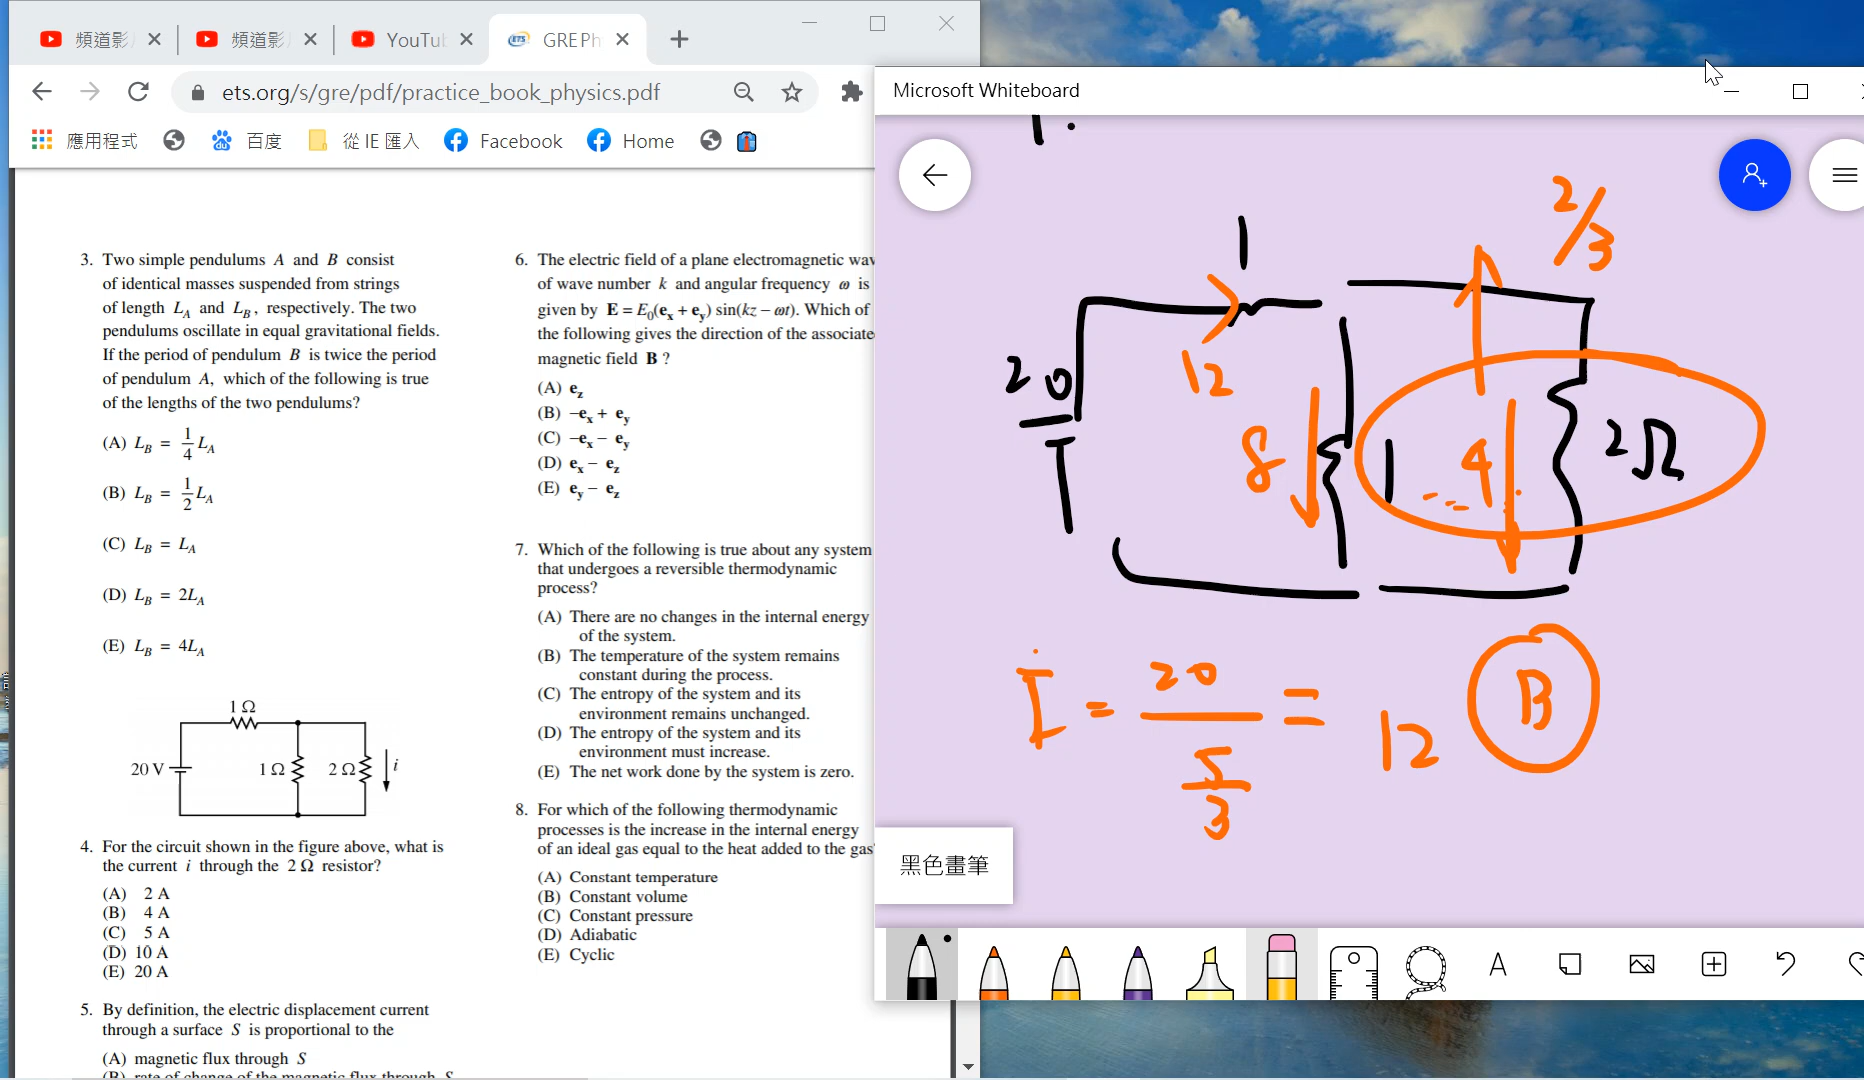 頻道影
頻道影
YouTu
GRE Ph
ets.org/s/gre/pdf/practice_book_physics.pdf
應用程式
百度
從 IE 匯入
Facebook
Home
3. Two simple pendulums A and B consist
of identical masses suspended from strings
of length L_A and L_B, respectively. The two
pendulums oscillate in equal gravitational fields.
If the period of pendulum B is twice the period
of pendulum A, which of the following is true
of the lengths of the two pendulums?
(A) L_B = 1/4 L_A
(B) L_B = 1/2 L_A
(C) L_B = L_A
(D) L_B = 2L_A
(E) L_B = 4L_A
1 Ω
20 V
1 Ω
2 Ω
i
4. For the circuit shown in the figure above, what is
the current i through the 2 Ω resistor?
(A) 2 A
(B) 4 A
(C) 5 A
(D) 10 A
(E) 20 A
5. By definition, the electric displacement current
through a surface S is proportional to the
(A) magnetic flux through S
(B) rate of change of the magnetic flux through S
6. The electric field of a plane electromagnetic wav
of wave number k and angular frequency ω is
given by E = E₀(e_x + e_y) sin(kz − ωt). Which of
the following gives the direction of the associate
magnetic field B ?
(A) e_z
(B) −e_x + e_y
(C) −e_x − e_y
(D) e_x − e_z
(E) e_y − e_z
7. Which of the following is true about any system
that undergoes a reversible thermodynamic
process?
(A) There are no changes in the internal energy
of the system.
(B) The temperature of the system remains
constant during the process.
(C) The entropy of the system and its
environment remains unchanged.
(D) The entropy of the system and its
environment must increase.
(E) The net work done by the system is zero.
8. For which of the following thermodynamic
processes is the increase in the internal energy
of an ideal gas equal to the heat added to the gas
(A) Constant temperature
(B) Constant volume
(C) Constant pressure
(D) Adiabatic
(E) Cyclic
Microsoft Whiteboard
1
2/3
20
12
8
1
4
2Ω
I = 20/(5/3) = 12
B
黑色畫筆